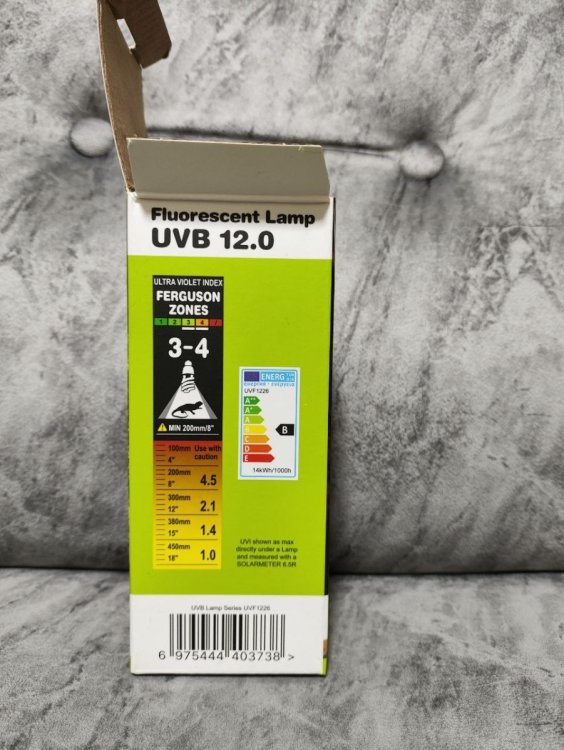 Fluorescent Lamp
UVB 12.0
ULTRA VIOLET INDEX
FERGUSON
ZONES
1 2 3 4 /
3-4
MIN 200mm/8"
100mm Use with
4" caution
200mm
8" 4.5
300mm
12" 2.1
380mm
15" 1.4
450mm
18" 1.0
ENERG
UVF1226
A++
A+
A
B
B
C
D
E
14kWh/1000h
UVI shown as max
directly under a Lamp
and measured with a
SOLARMETER 6.5R
UVB Lamp Series UVF1226
6 975444 403738 >